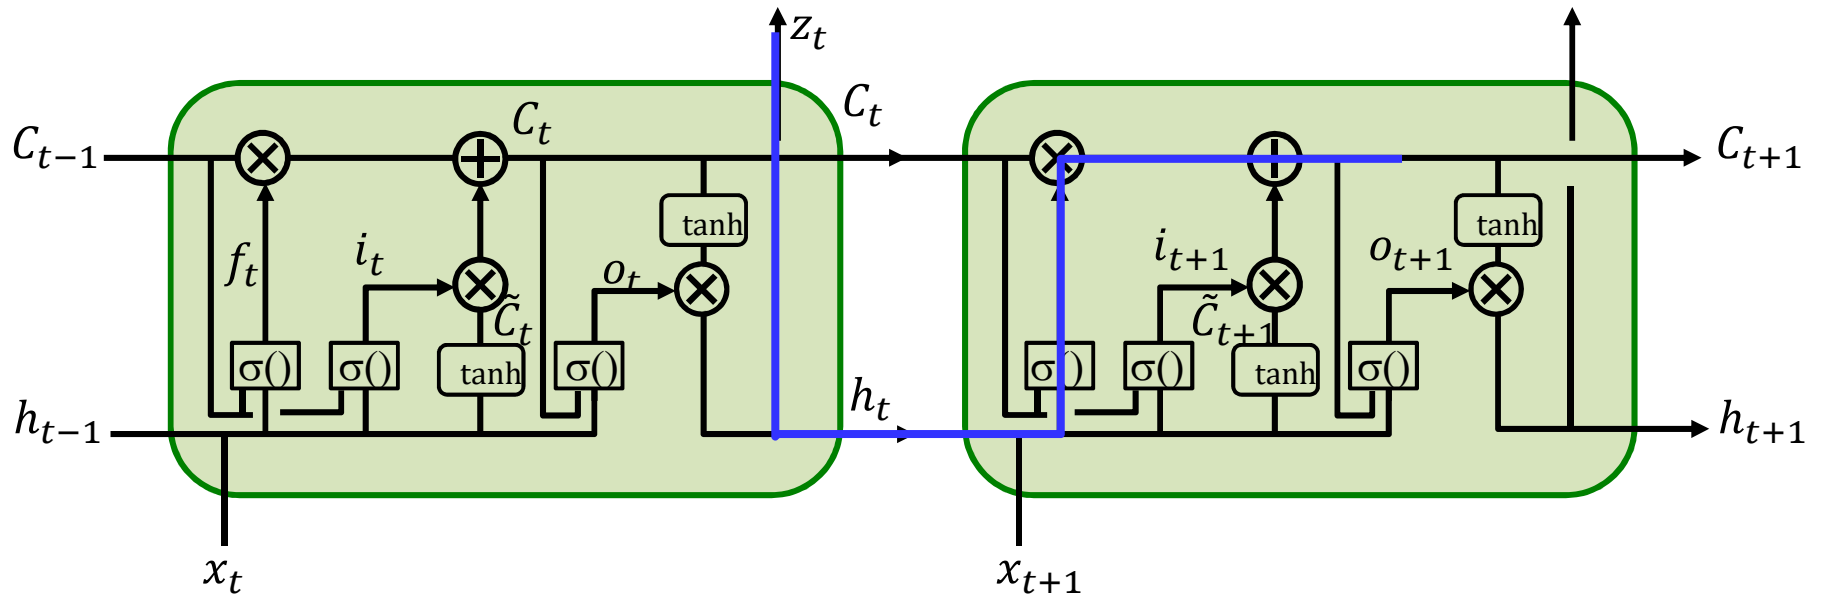 z_t
C_{t-1} C_t C_t C_{t+1}
tanh tanh
f_t i_t o_t i_{t+1} o_{t+1}
C̃_t C̃_{t+1}
σ() σ() tanh σ() σ() σ() tanh σ()
h_{t-1} h_t h_{t+1}
x_t x_{t+1}